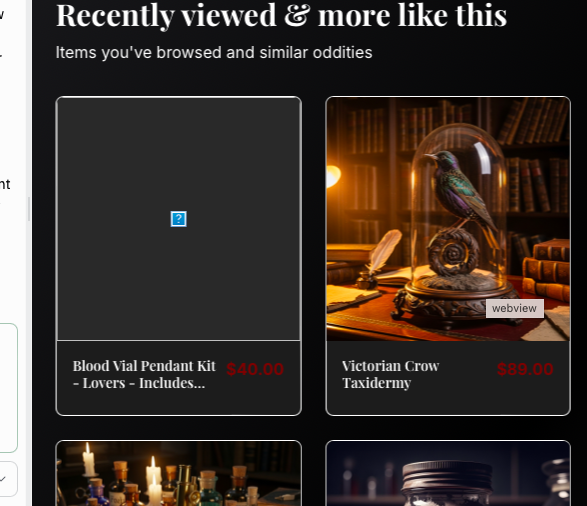 Recently viewed & more like this
Items you've browsed and similar oddities
?
webview
Blood Vial Pendant Kit
- Lovers - Includes...
$40.00
Victorian Crow
Taxidermy
$89.00
nt